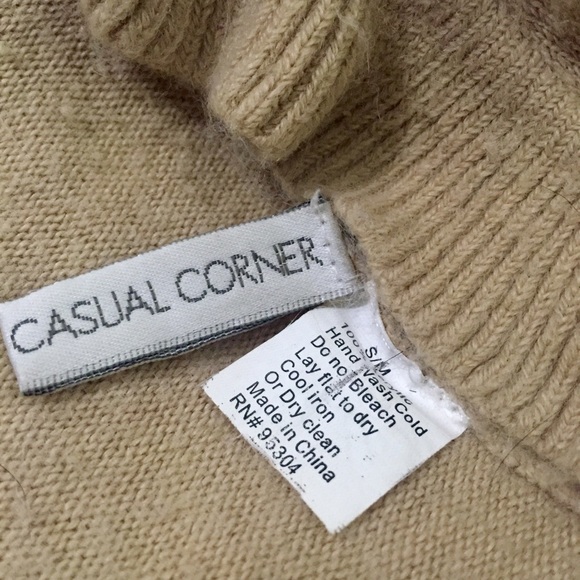 CASUAL CORNER
S/M
Hand Wash Cold
Do not Bleach
Lay flat to dry
Cool iron
Or Dry clean
Made in China
RN# 95304